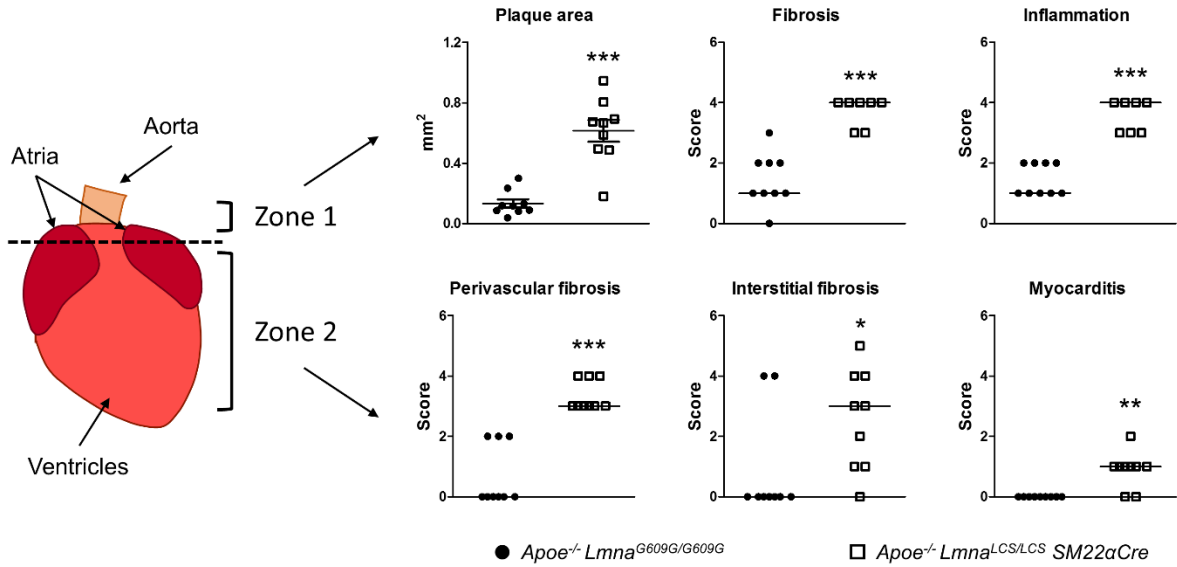 Aorta
Atria
Zone 1
Zone 2
Ventricles
Plaque area
***
mm²
1.2
0.8
0.4
0.0
Fibrosis
***
Score
6
4
2
0
Inflammation
***
Score
6
4
2
0
Perivascular fibrosis
***
Score
6
4
2
0
Interstitial fibrosis
*
Score
6
4
2
0
Myocarditis
**
Score
6
4
2
0
Apoe-/- LmnaG609G/G609G
Apoe-/- LmnaLCS/LCS SM22αCre